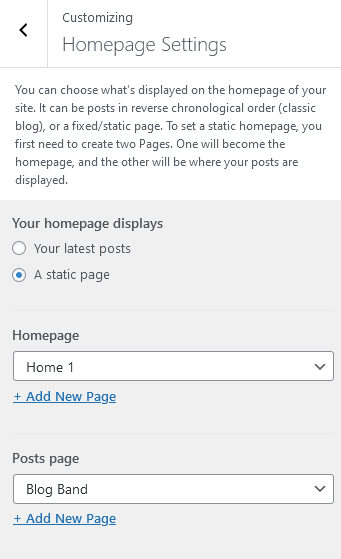 Customizing
Homepage Settings
You can choose what's displayed on the homepage of your
site. It can be posts in reverse chronological order (classic
blog), or a fixed/static page. To set a static homepage, you
first need to create two Pages. One will become the
homepage, and the other will be where your posts are
displayed.
Your homepage displays
Your latest posts
A static page
Homepage
Home 1
+ Add New Page
Posts page
Blog Band
+ Add New Page